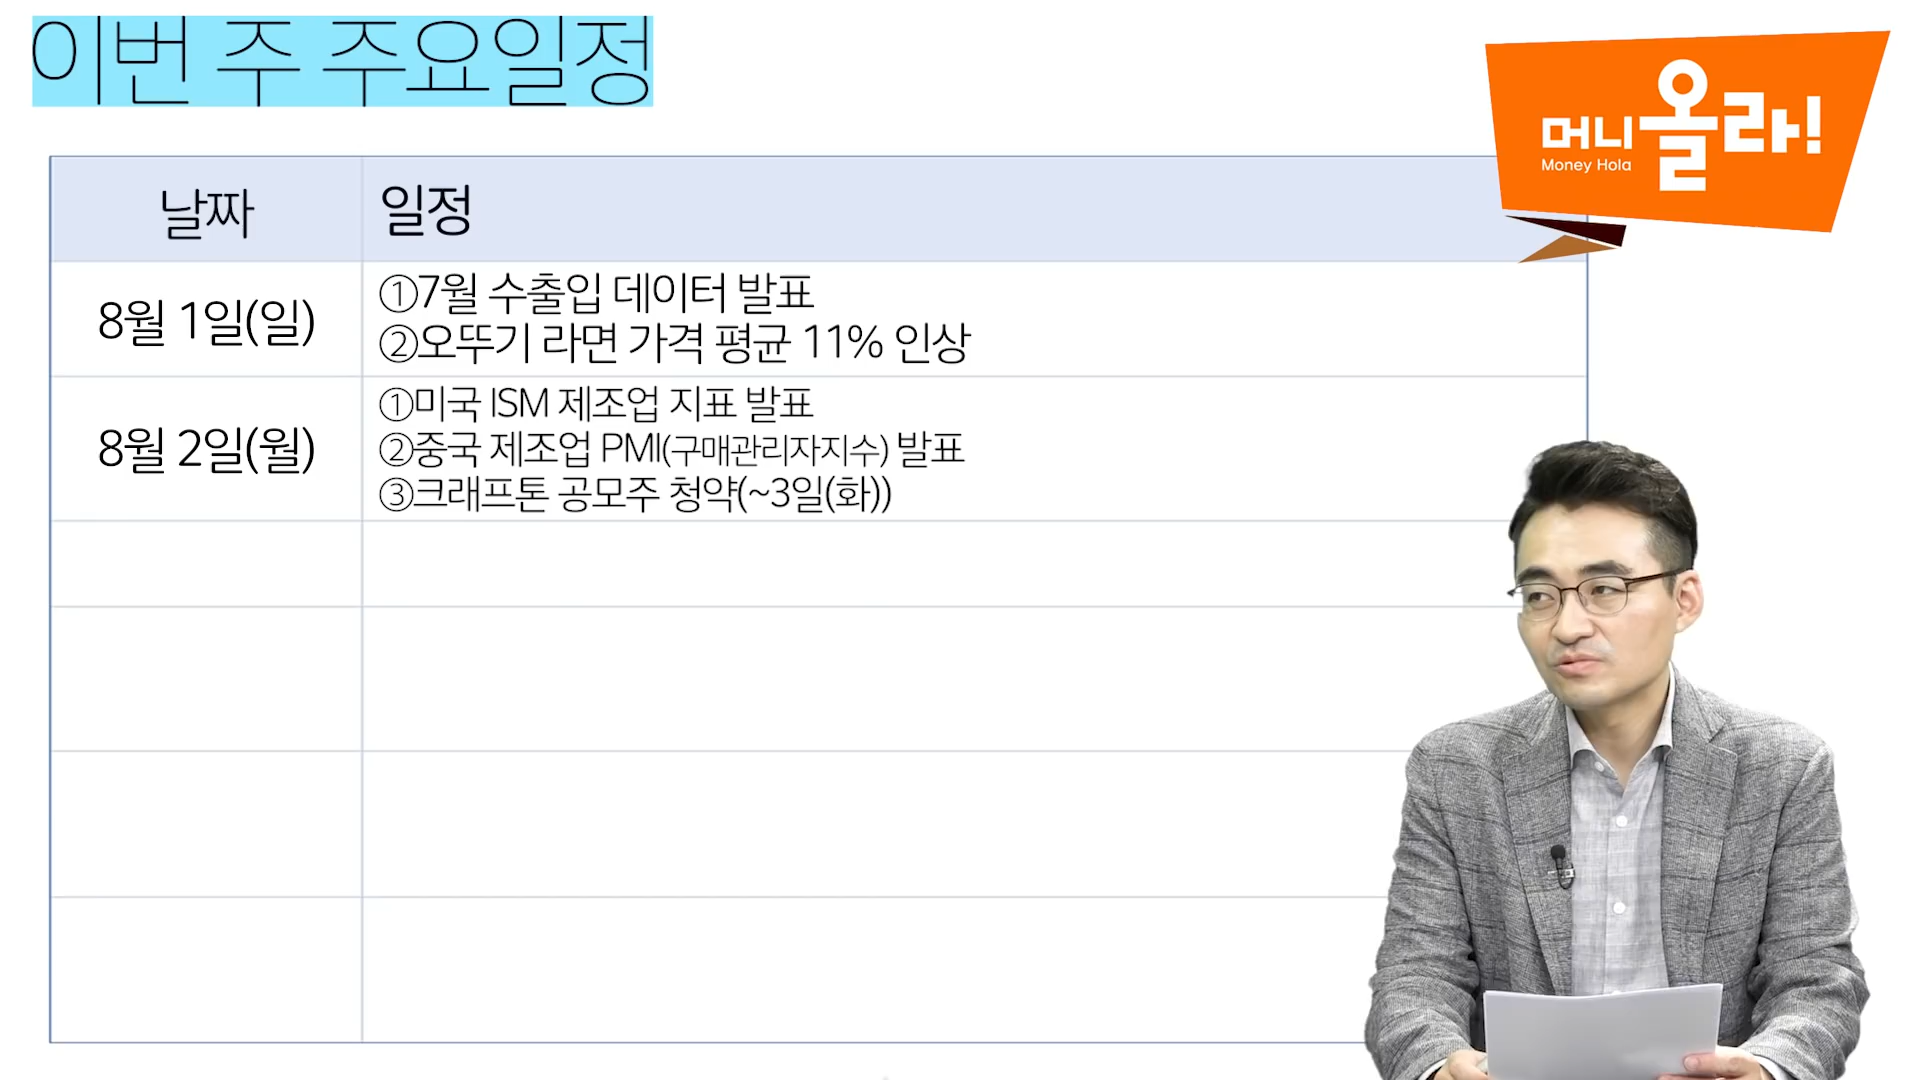 이번 주 주요일정
머니올라!
Money Hola
날짜 일정
8월 1일(일)
①7월 수출입 데이터 발표
②오뚜기 라면 가격 평균 11% 인상
8월 2일(월)
①미국 ISM 제조업 지표 발표
②중국 제조업 PMI(구매관리자지수) 발표
③크래프톤 공모주 청약(~3일(화))